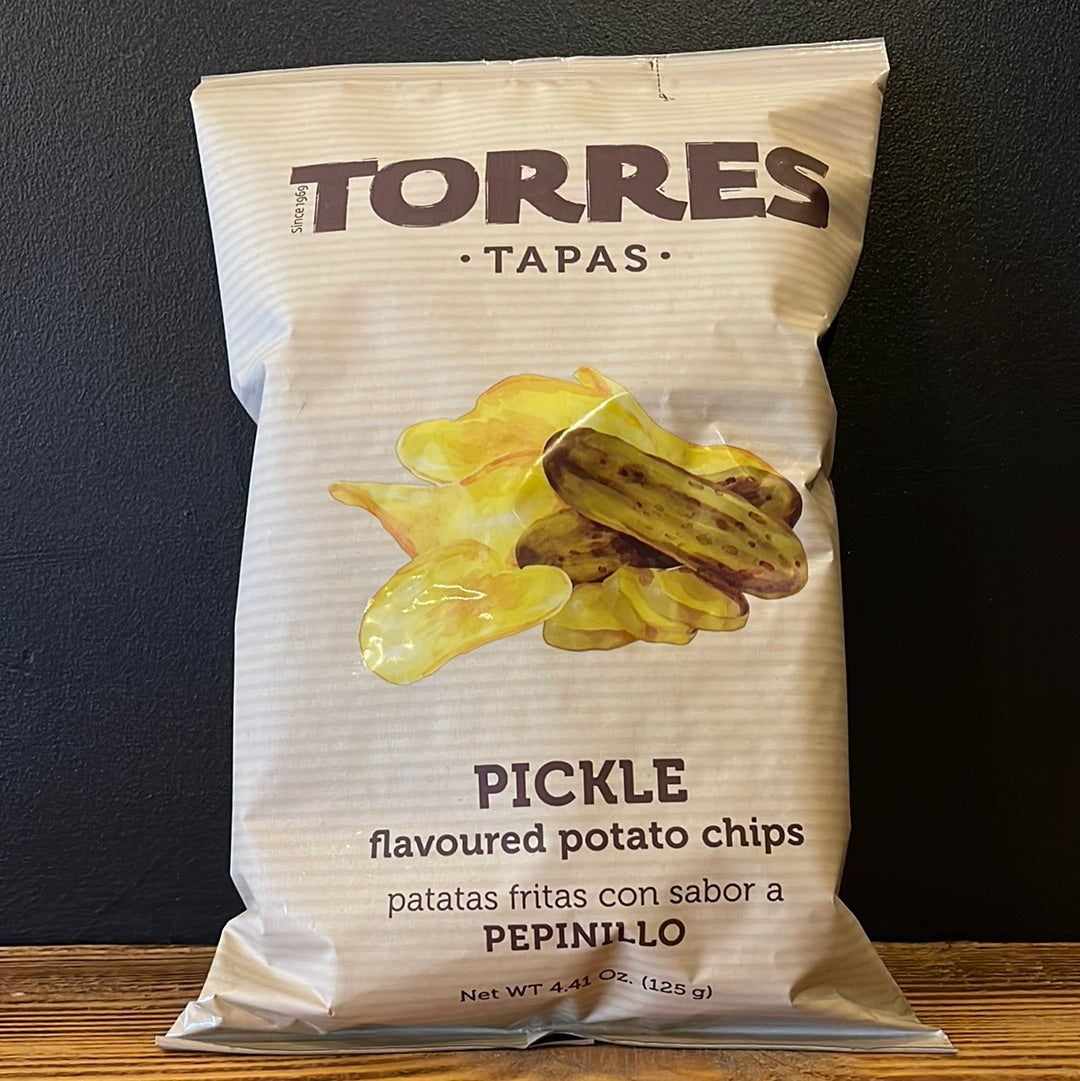 Since 1969
TORRES
· TAPAS ·
PICKLE
flavoured potato chips
patatas fritas con sabor a
PEPINILLO
Net WT 4.41 Oz. (125 g)